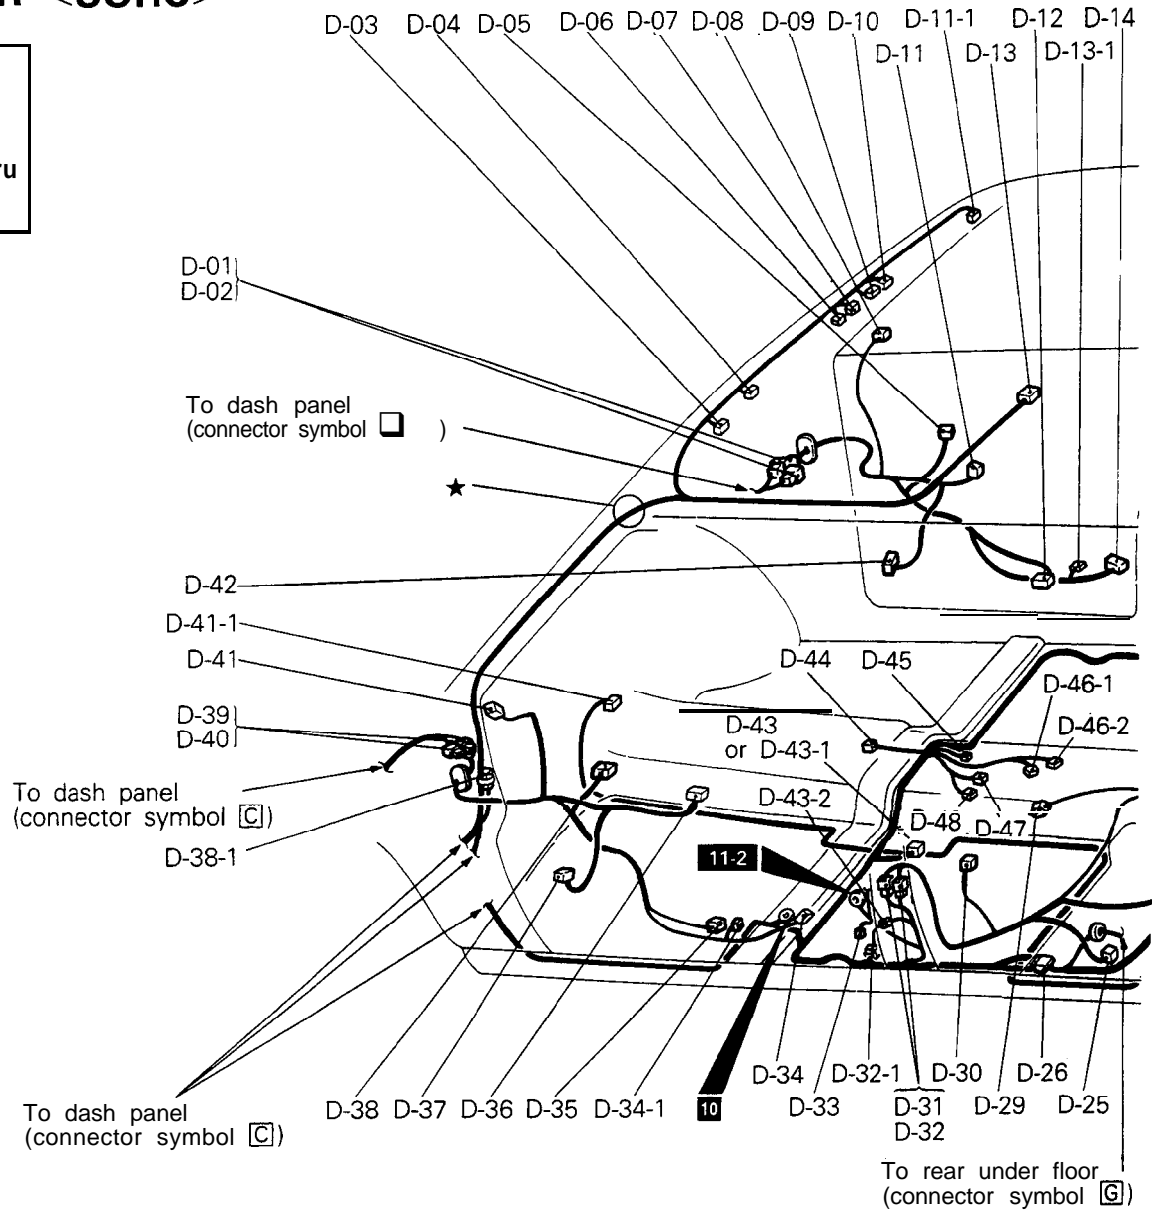 D-03 D-04 D-05 D-06 D-07 D-08 D-09 D-10 D-11-1 D-12 D-14
D-11 D-13 D-13-1
ru
D-01
D-02
To dash panel
(connector symbol )
★
D-42
D-41-1
D-41
D-44 D-45
D-46-1
D-39
D-40
D-43
or D-43-1
D-46-2
To dash panel
(connector symbol C)
D-43-2
D-48 D-47
D-38-1
11-2
D-34 D-32-1 D-30 D-26
D-38 D-37 D-36 D-35 D-34-1 10 D-33 D-31 D-29 D-25
D-32
To dash panel
(connector symbol C)
To rear under floor
(connector symbol G)